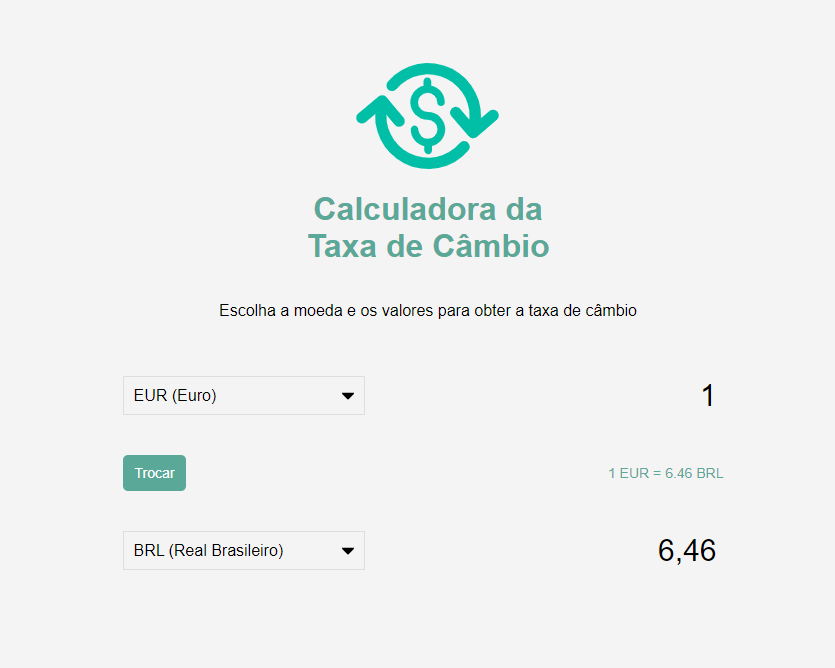 $
Calculadora da
Taxa de Câmbio
Escolha a moeda e os valores para obter a taxa de câmbio
EUR (Euro)
1
Trocar
1 EUR = 6.46 BRL
BRL (Real Brasileiro)
6,46